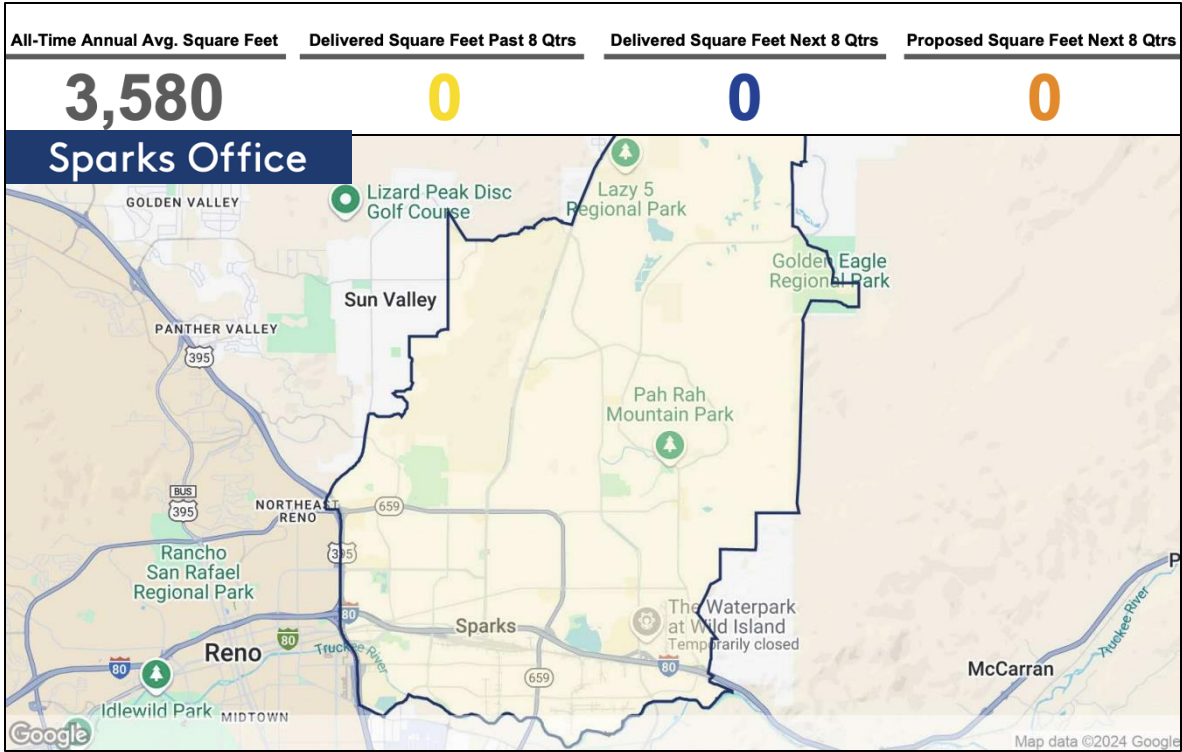 All-Time Annual Avg. Square Feet
Delivered Square Feet Past 8 Qtrs
Delivered Square Feet Next 8 Qtrs
Proposed Square Feet Next 8 Qtrs
3,580
0
0
0
Sparks Office
GOLDEN VALLEY
Lizard Peak Disc
Golf Course
Lazy 5
Regional Park
Golden Eagle
Regional Park
Sun Valley
PANTHER VALLEY
395
Pah Rah
Mountain Park
BUS
395
NORTHEAST
RENO
659
395
Rancho
San Rafael
Regional Park
80
80
Reno
Truckee River
Sparks
The Waterpark
at Wild Island
Temporarily closed
80
80
659
McCarran
P
Truckee River
Idlewild Park
MIDTOWN
Google
Map data ©2024 Google